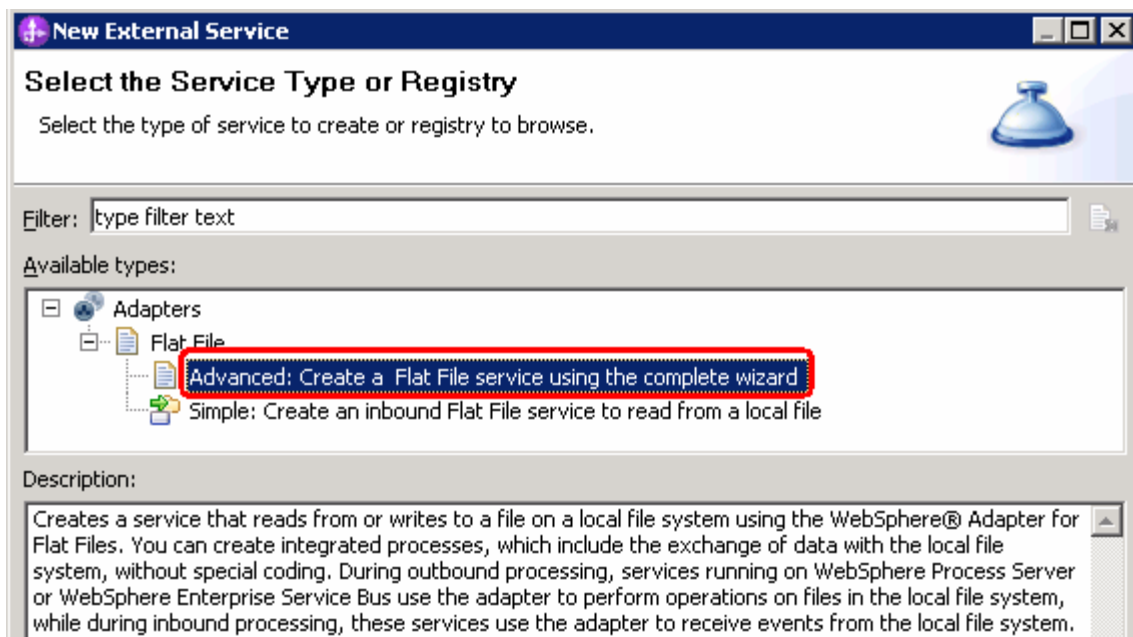 New External Service
Select the Service Type or Registry
Select the type of service to create or registry to browse.
Filter: type filter text
Available types:
Adapters
Flat File
Advanced: Create a Flat File service using the complete wizard
Simple: Create an inbound Flat File service to read from a local file
Description:
Creates a service that reads from or writes to a file on a local file system using the WebSphere® Adapter for
Flat Files. You can create integrated processes, which include the exchange of data with the local file
system, without special coding. During outbound processing, services running on WebSphere Process Server
or WebSphere Enterprise Service Bus use the adapter to perform operations on files in the local file system,
while during inbound processing, these services use the adapter to receive events from the local file system.